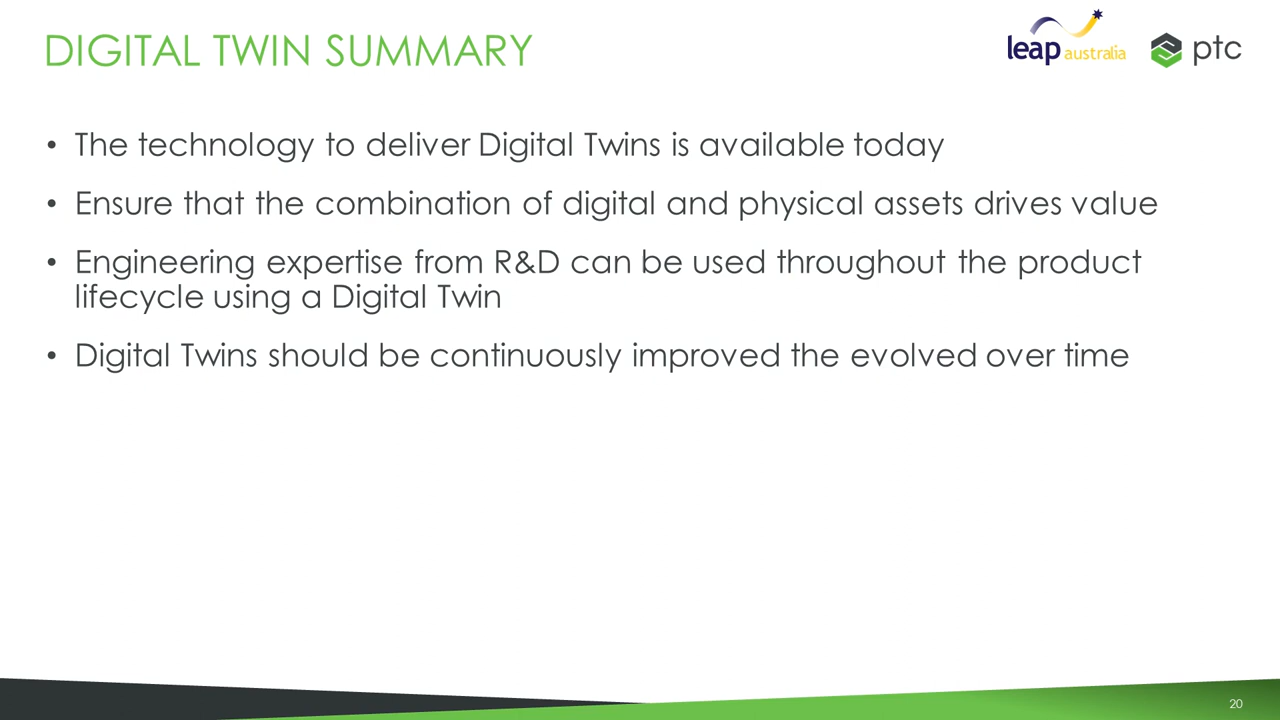 DIGITAL TWIN SUMMARY
leap australia
ptc
• The technology to deliver Digital Twins is available today
• Ensure that the combination of digital and physical assets drives value
• Engineering expertise from R&D can be used throughout the product
lifecycle using a Digital Twin
• Digital Twins should be continuously improved the evolved over time
20